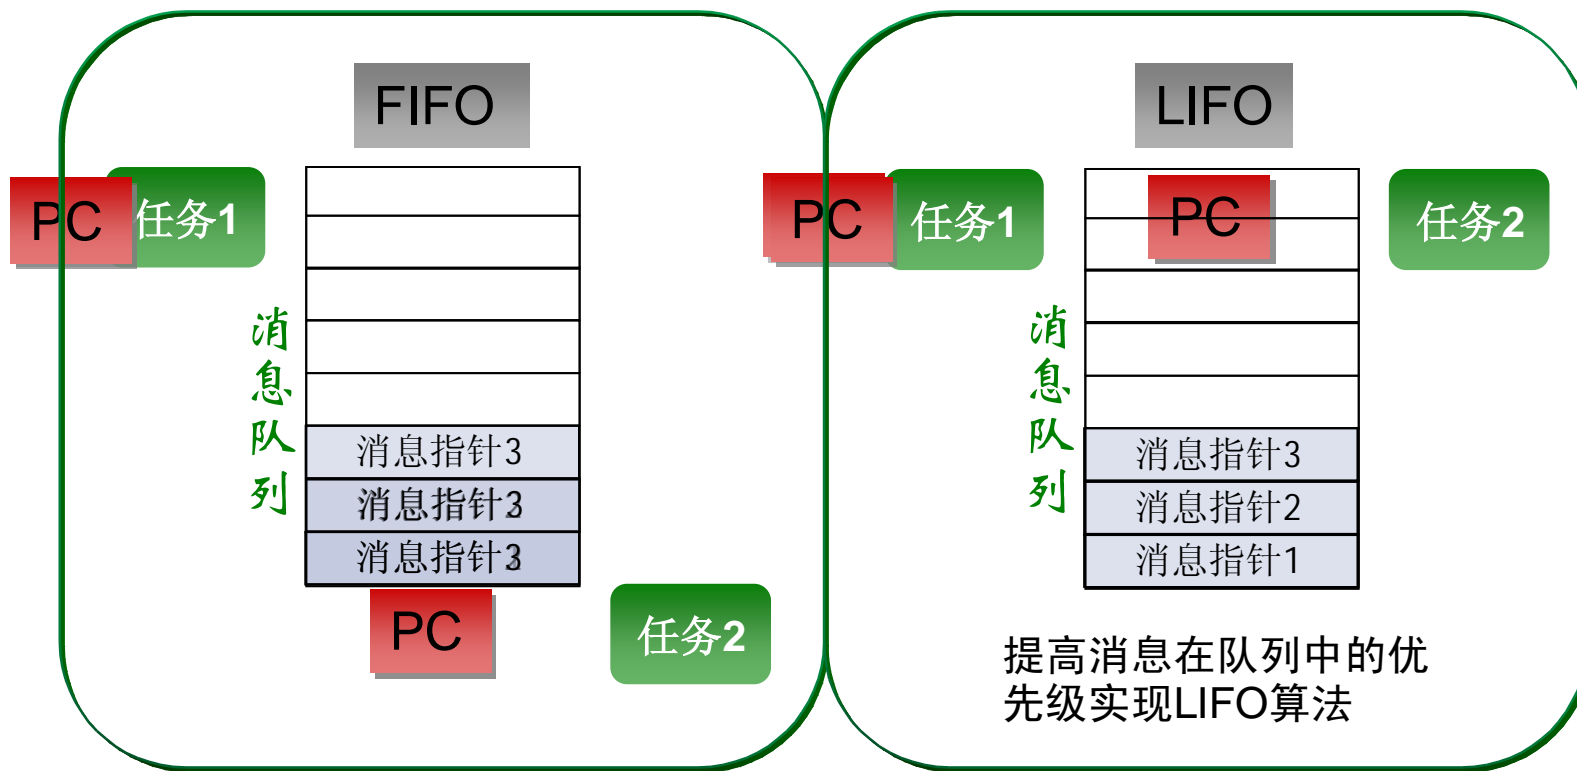 FIFO
PC
任务1
消息队列
消息指针3
消息指针3
消息指针3
PC
任务2
LIFO
PC
任务1
PC
任务2
消息队列
消息指针3
消息指针2
消息指针1
提高消息在队列中的优
先级实现LIFO算法